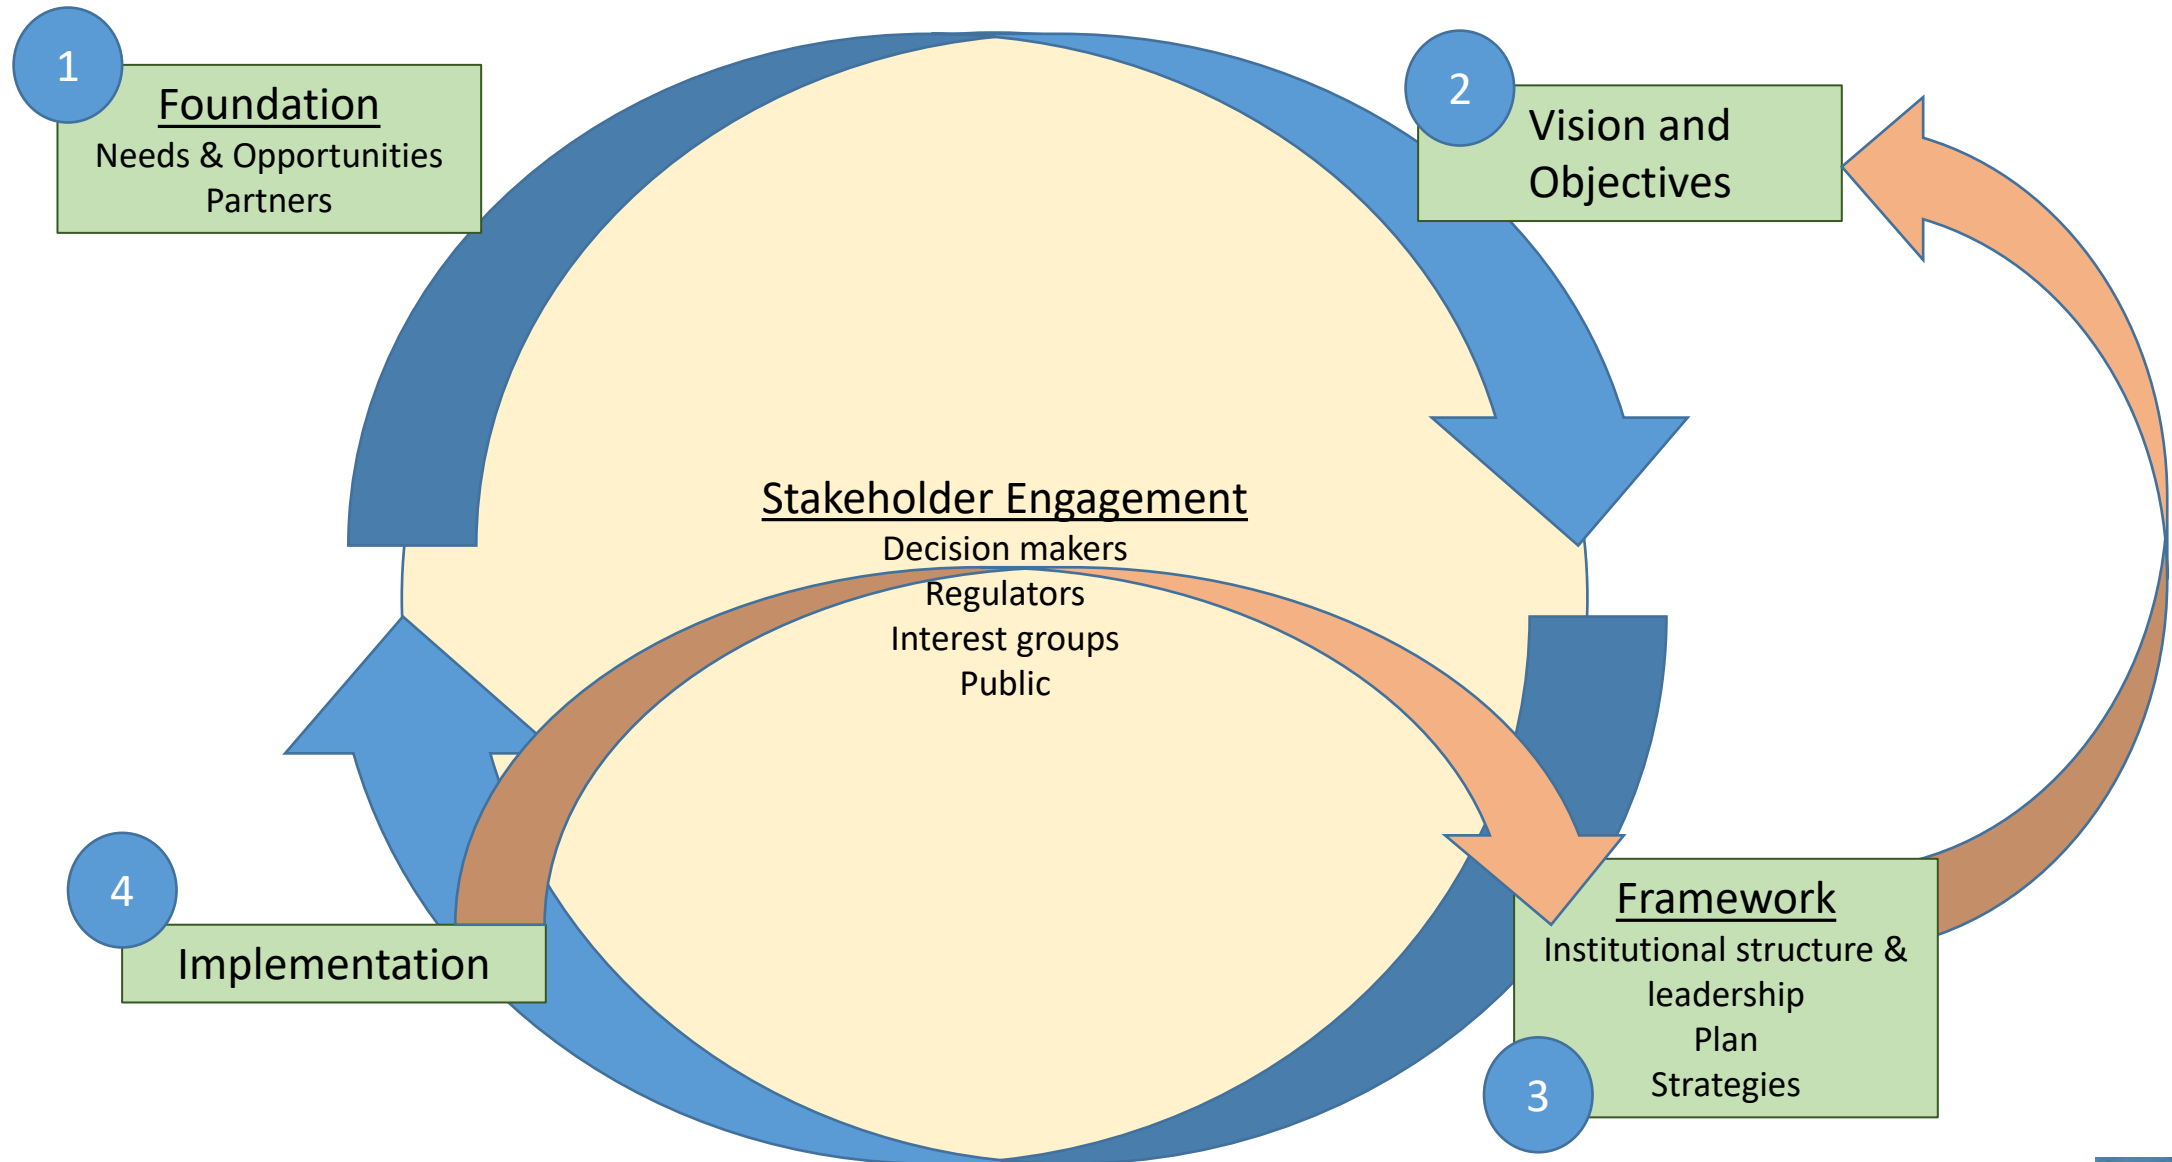 1
Foundation
Needs & Opportunities
Partners
2
Vision and
Objectives
Stakeholder Engagement
Decision makers
Regulators
Interest groups
Public
4
Implementation
Framework
Institutional structure &
leadership
Plan
Strategies
3